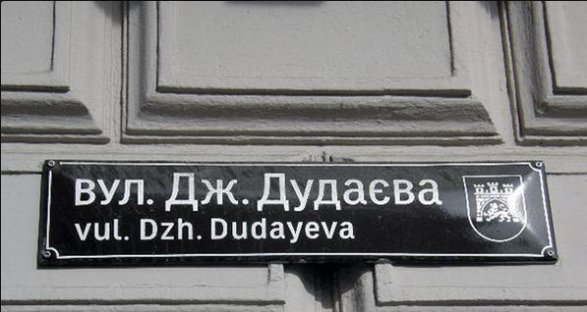 вул. Дж. Дудаєва
vul. Dzh. Dudayeva